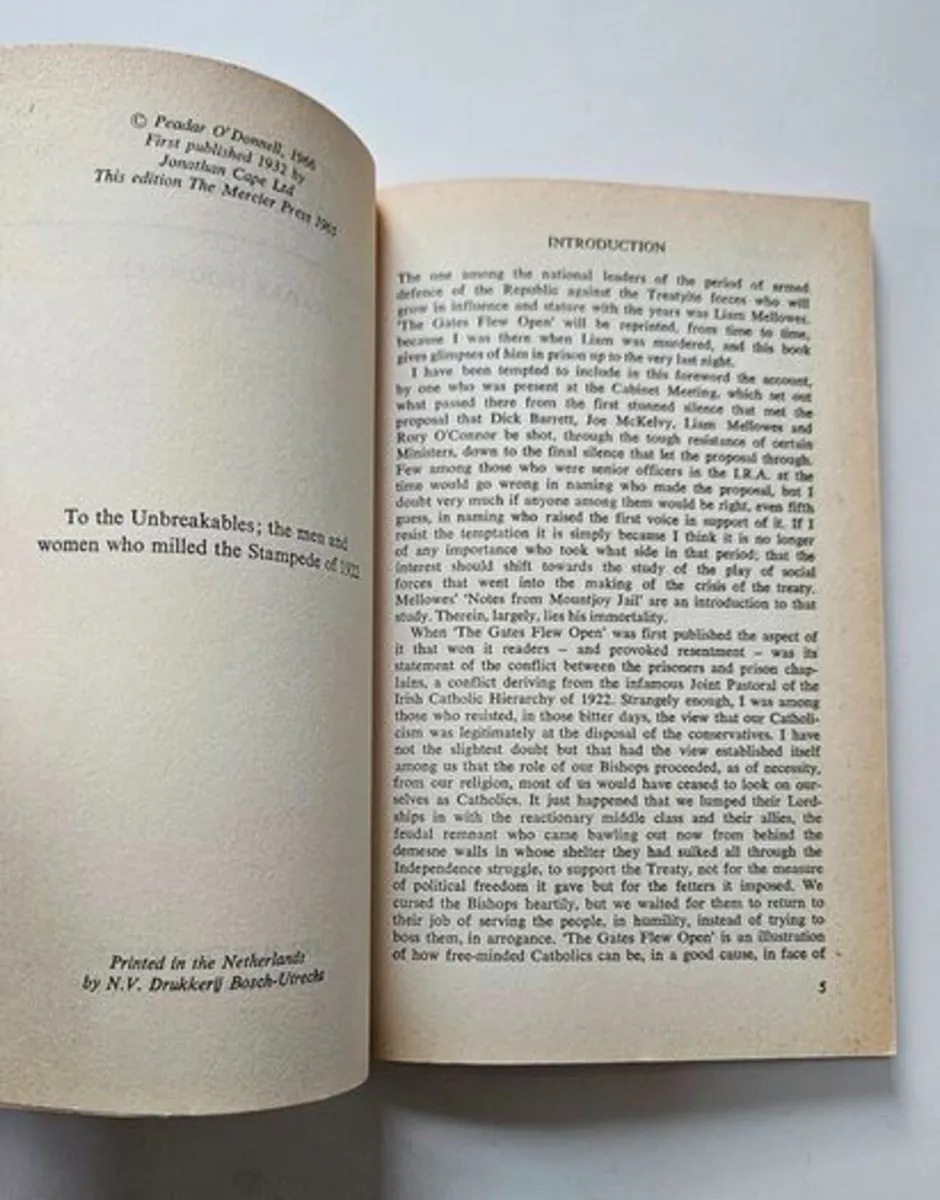 © Peadar O'Donnell, 1966
First published 1932 by
Jonathan Cape Ltd
This edition The Mercier Press
To the Unbreakables; the men and
women who milled the Stampede of 1922
Printed in the Netherlands
by N.V. Drukkerij Bosch-Utrecht
INTRODUCTION
The one among the national leaders of the period of armed
defence of the Republic against the Treatyite forces who will
grow in influence and stature with the years was Liam Mellowes.
'The Gates Flew Open' will be reprinted, from time to time,
because I was there when Liam was murdered, and this book
gives glimpses of him in prison up to the very last night.
I have been tempted to include in this foreword the account,
by one who was present at the Cabinet Meeting, which set out
what passed there from the first stunned silence that met the
proposal that Dick Barrett, Joe McKelvy, Liam Mellowes and
Rory O'Connor be shot, through the tough resistance of certain
Ministers, down to the final silence that let the proposal through.
Few among those who were senior officers in the I.R.A. at the
time would go wrong in naming who made the proposal, but I
doubt very much if anyone among them would be right, even fifth
guess, in naming who raised the first voice in support of it. If I
resist the temptation it is simply because I think it is no longer
of any importance who took what side in that period; that the
interest should shift towards the study of the play of social
forces that went into the making of the crisis of the treaty.
Mellowes' 'Notes from Mountjoy Jail' are an introduction to that
study. Therein, largely, lies his immortality.
When 'The Gates Flew Open' was first published the aspect of
it that won it readers – and provoked resentment – was its
statement of the conflict between the prisoners and prison chap-
lains, a conflict deriving from the infamous Joint Pastoral of the
Irish Catholic Hierarchy of 1922. Strangely enough, I was among
those who resisted, in those bitter days, the view that our Catholi-
cism was legitimately at the disposal of the conservatives. I have
not the slightest doubt but that had the view established itself
among us that the role of our Bishops proceeded, as of necessity,
from our religion, most of us would have ceased to look on our-
selves as Catholics. It just happened that we lumped their Lord-
ships in with the reactionary middle class and their allies, the
feudal remnant who came bawling out now from behind the
demesne walls in whose shelter they had sulked all through the
Independence struggle, to support the Treaty, not for the measure
of political freedom it gave but for the fetters it imposed. We
cursed the Bishops heartily, but we waited for them to return to
their job of serving the people, in humility, instead of trying to
boss them, in arrogance. 'The Gates Flew Open' is an illustration
of how free-minded Catholics can be, in a good cause, in face of
5